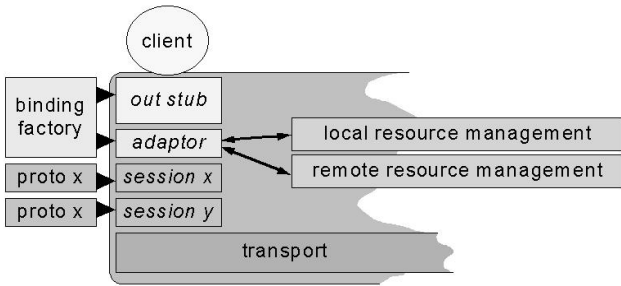 client
binding
factory
out stub
adaptor
local resource management
remote resource management
proto x
session x
proto x
session y
transport